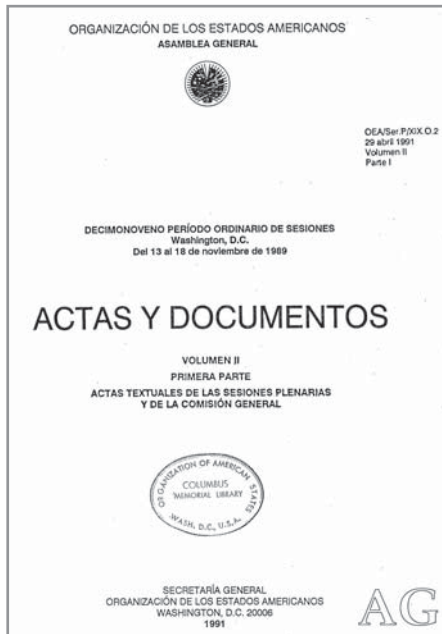 ORGANIZACIÓN DE LOS ESTADOS AMERICANOS
ASAMBLEA GENERAL
OEA/Ser.P/XIX.O.2
29 abril 1991
Volumen II
Parte I
DECIMONOVENO PERÍODO ORDINARIO DE SESIONES
Washington, D.C.
Del 13 al 18 de noviembre de 1989
ACTAS Y DOCUMENTOS
VOLUMEN II
PRIMERA PARTE
ACTAS TEXTUALES DE LAS SESIONES PLENARIAS
Y DE LA COMISIÓN GENERAL
ORGANIZATION OF AMERICAN STATES
COLUMBUS
MEMORIAL LIBRARY
WASH. D.C., U.S.A.
SECRETARÍA GENERAL
ORGANIZACIÓN DE LOS ESTADOS AMERICANOS
WASHINGTON, D.C. 20006
1991
AG